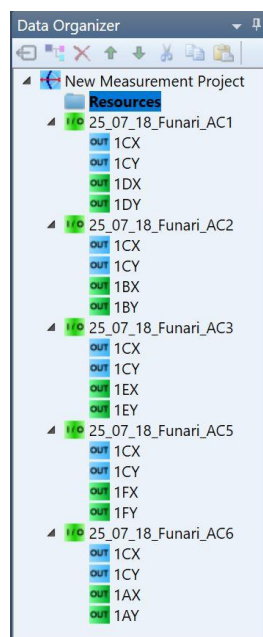 Data Organizer
New Measurement Project
Resources
I/O 25_07_18_Funari_AC1
OUT 1CX
OUT 1CY
OUT 1DX
OUT 1DY
I/O 25_07_18_Funari_AC2
OUT 1CX
OUT 1CY
OUT 1BX
OUT 1BY
I/O 25_07_18_Funari_AC3
OUT 1CX
OUT 1CY
OUT 1EX
OUT 1EY
I/O 25_07_18_Funari_AC5
OUT 1CX
OUT 1CY
OUT 1FX
OUT 1FY
I/O 25_07_18_Funari_AC6
OUT 1CX
OUT 1CY
OUT 1AX
OUT 1AY